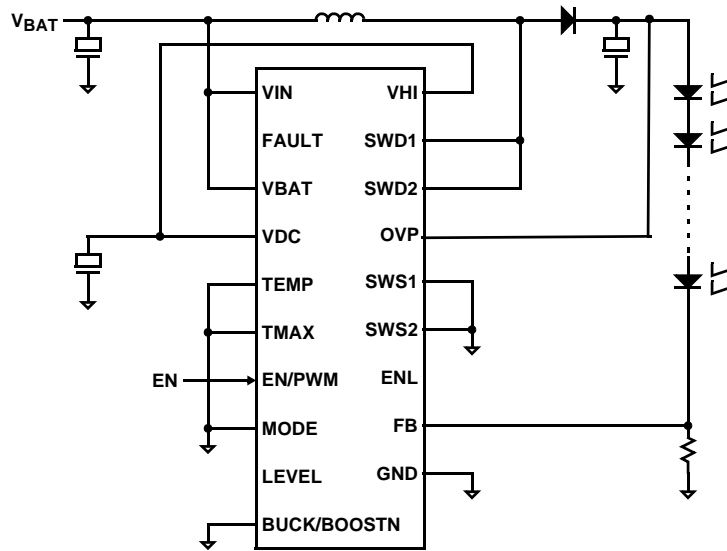 VBAT
VIN
FAULT
VBAT
VDC
TEMP
TMAX
EN
EN/PWM
MODE
LEVEL
BUCK/BOOSTN
VHI
SWD1
SWD2
OVP
SWS1
SWS2
ENL
FB
GND